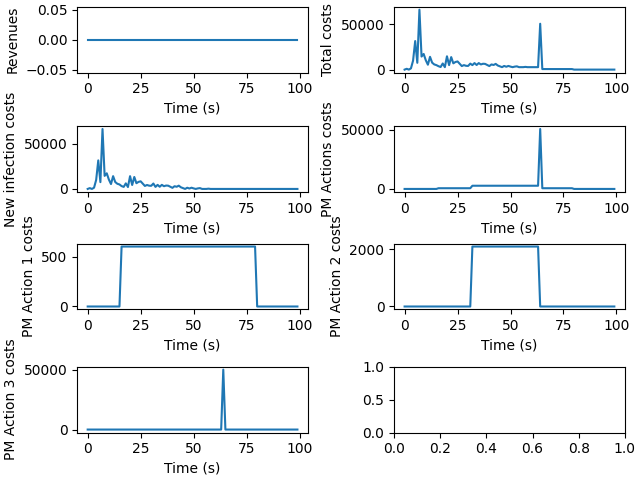 Revenues
0.05
0.00
−0.05
0 25 50 75 100
Time (s)
Total costs
50000
0
0 25 50 75 100
Time (s)
New infection costs
50000
0
0 25 50 75 100
Time (s)
PM Actions costs
50000
0
0 25 50 75 100
Time (s)
PM Action 1 costs
500
0
0 25 50 75 100
Time (s)
PM Action 2 costs
2000
0
0 25 50 75 100
Time (s)
PM Action 3 costs
50000
0
0 25 50 75 100
Time (s)
1.0
0.5
0.0
0.0 0.2 0.4 0.6 0.8 1.0